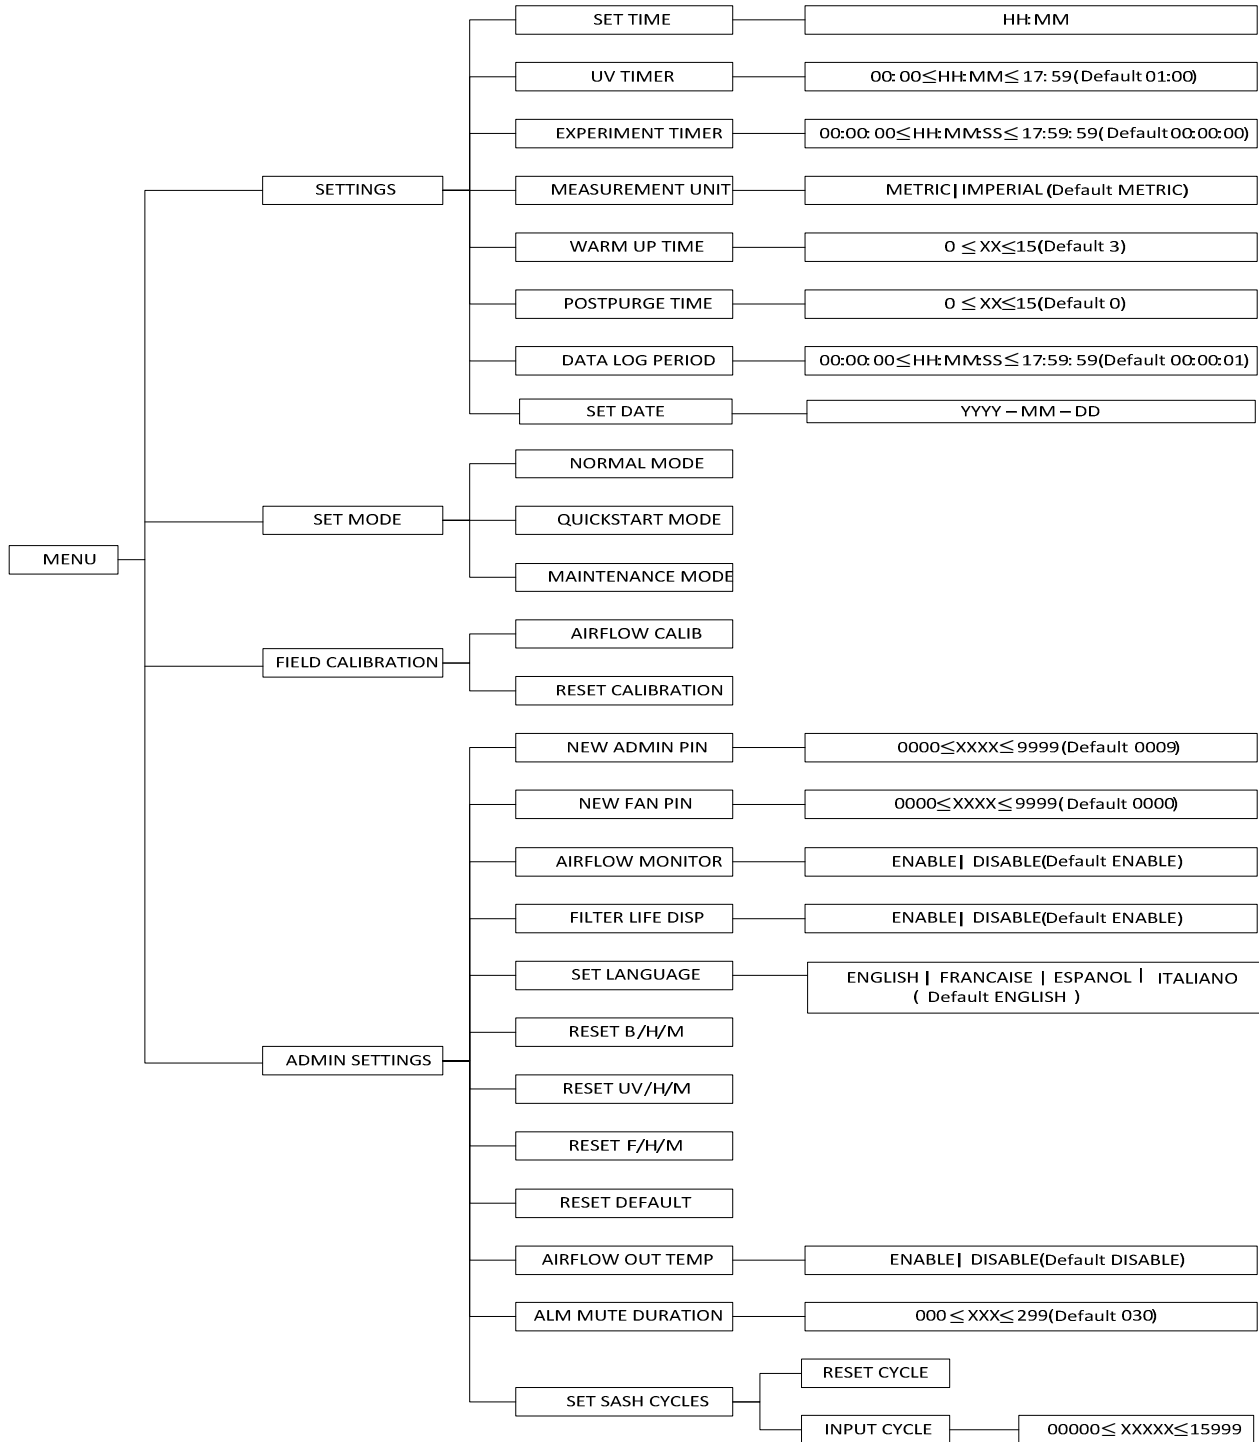 SET TIME
HH:MM
UV TIMER
00:00≤HH:MM≤17:59(Default 01:00)
EXPERIMENT TIMER
00:00:00≤HH:MM:SS≤17:59:59(Default 00:00:00)
SETTINGS
MEASUREMENT UNIT
METRIC|IMPERIAL(Default METRIC)
WARM UP TIME
0≤XX≤15(Default 3)
POSTPURGE TIME
0≤XX≤15(Default 0)
DATA LOG PERIOD
00:00:00≤HH:MM:SS≤17:59:59(Default 00:00:01)
SET DATE
YYYY – MM – DD
NORMAL MODE
SET MODE
QUICKSTART MODE
MENU
MAINTENANCE MODE
AIRFLOW CALIB
FIELD CALIBRATION
RESET CALIBRATION
NEW ADMIN PIN
0000≤XXXX≤9999(Default 0009)
NEW FAN PIN
0000≤XXXX≤9999(Default 0000)
AIRFLOW MONITOR
ENABLE| DISABLE(Default ENABLE)
FILTER LIFE DISP
ENABLE| DISABLE(Default ENABLE)
SET LANGUAGE
ENGLISH | FRANCAISE | ESPANOL | ITALIANO
( Default ENGLISH )
RESET B/H/M
ADMIN SETTINGS
RESET UV/H/M
RESET F/H/M
RESET DEFAULT
AIRFLOW OUT TEMP
ENABLE| DISABLE(Default DISABLE)
ALM MUTE DURATION
000≤XXX≤299(Default 030)
SET SASH CYCLES
RESET CYCLE
INPUT CYCLE
00000≤XXXXX≤15999